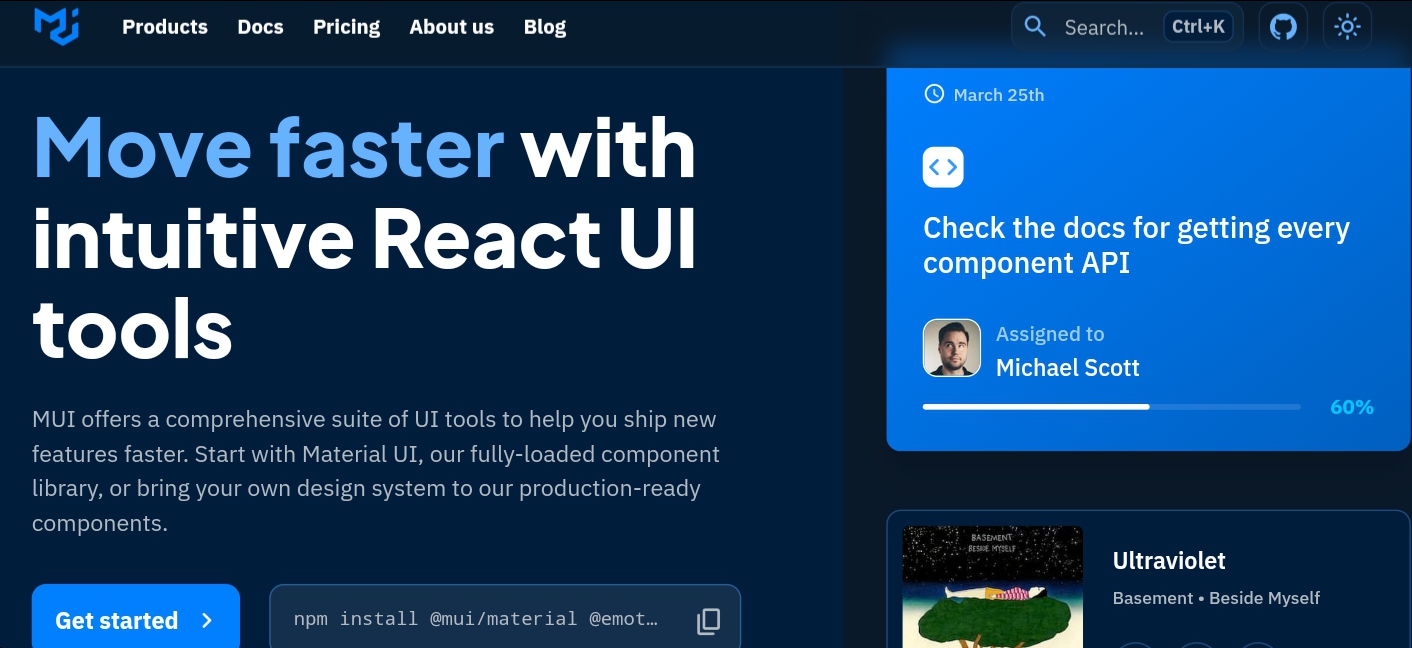 Products Docs Pricing About us Blog
Search... Ctrl+K
Move faster with
intuitive React UI
tools
MUI offers a comprehensive suite of UI tools to help you ship new
features faster. Start with Material UI, our fully-loaded component
library, or bring your own design system to our production-ready
components.
Get started
npm install @mui/material @emot…
March 25th
Check the docs for getting every
component API
Assigned to
Michael Scott
60%
BASEMENT
BESIDE MYSELF
Ultraviolet
Basement • Beside Myself